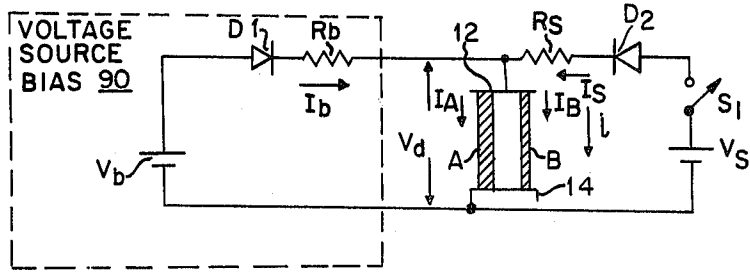 VOLTAGE
SOURCE
BIAS 90
D1
Rb
12
RS
D2
Ib
IA
IB
IS
l
S1
Vb
Vd
A
B
VS
14